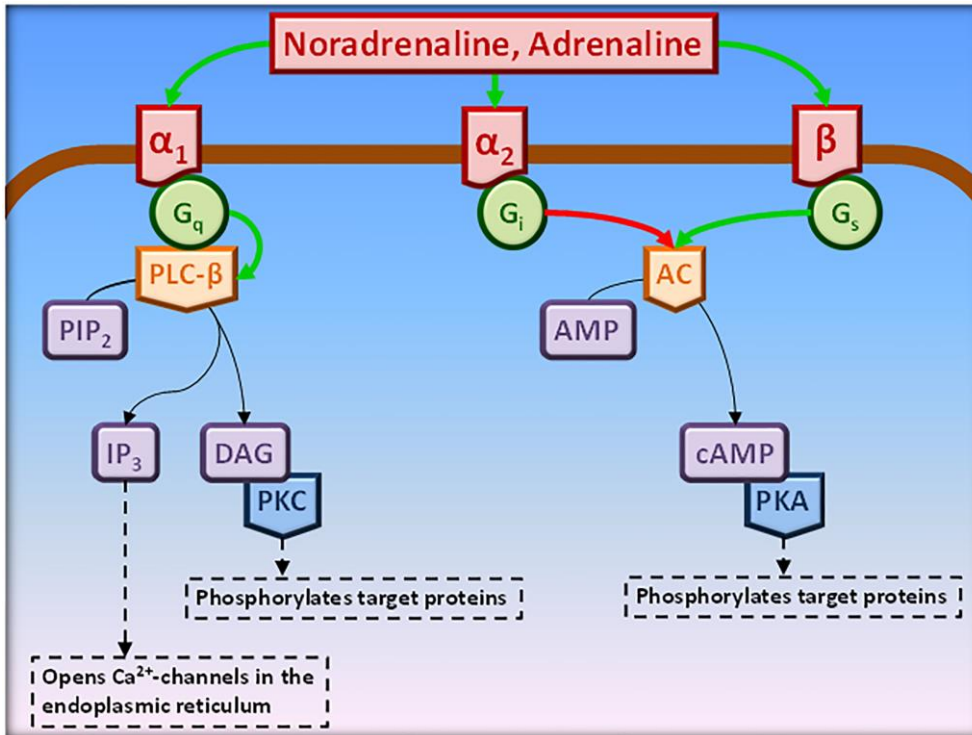 Noradrenaline, Adrenaline
α₁
α₂
β
Gq
Gᵢ
Gₛ
PLC-β
AC
PIP₂
AMP
IP₃
DAG
cAMP
PKC
PKA
Phosphorylates target proteins
Phosphorylates target proteins
Opens Ca²⁺-channels in the
endoplasmic reticulum